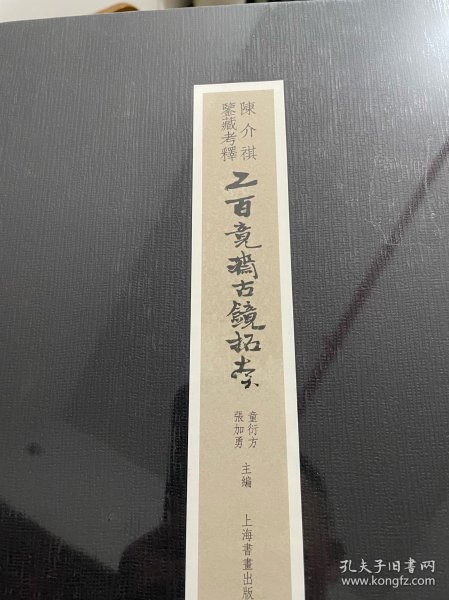 陳介祺
鑒藏考釋
二百竟齋古鏡拓本
童衍方
張加勇
主編
上海書畫出版
孔夫子旧书网
www.kongfz.com